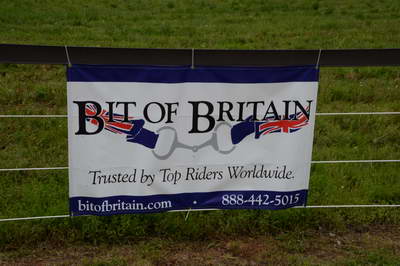 BIT OF BRITAIN
Trusted by Top Riders Worldwide.
bitofbritain.com • 888-442-5015